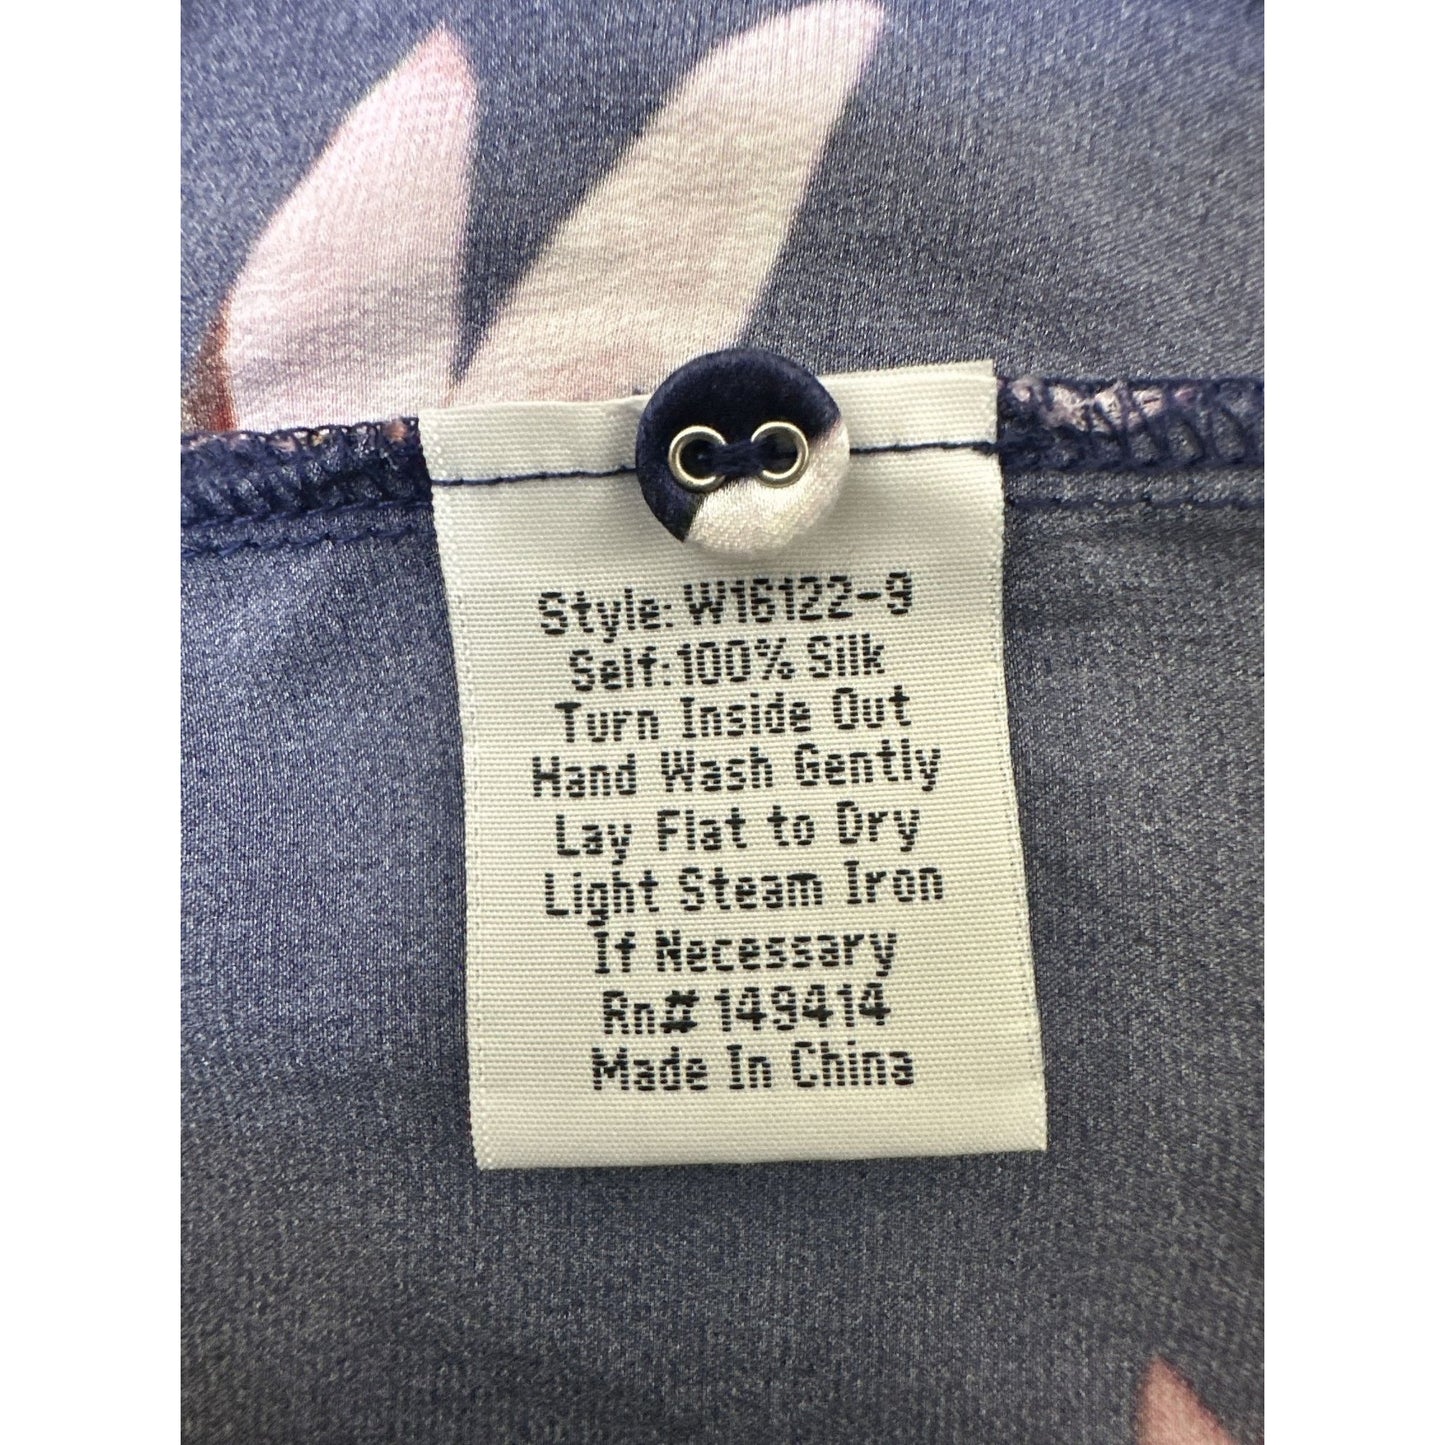 Style: W16122-9
Self:100% Silk
Turn Inside Out
Hand Wash Gently
Lay Flat to Dry
Light Steam Iron
If Necessary
Rn# 149414
Made In China